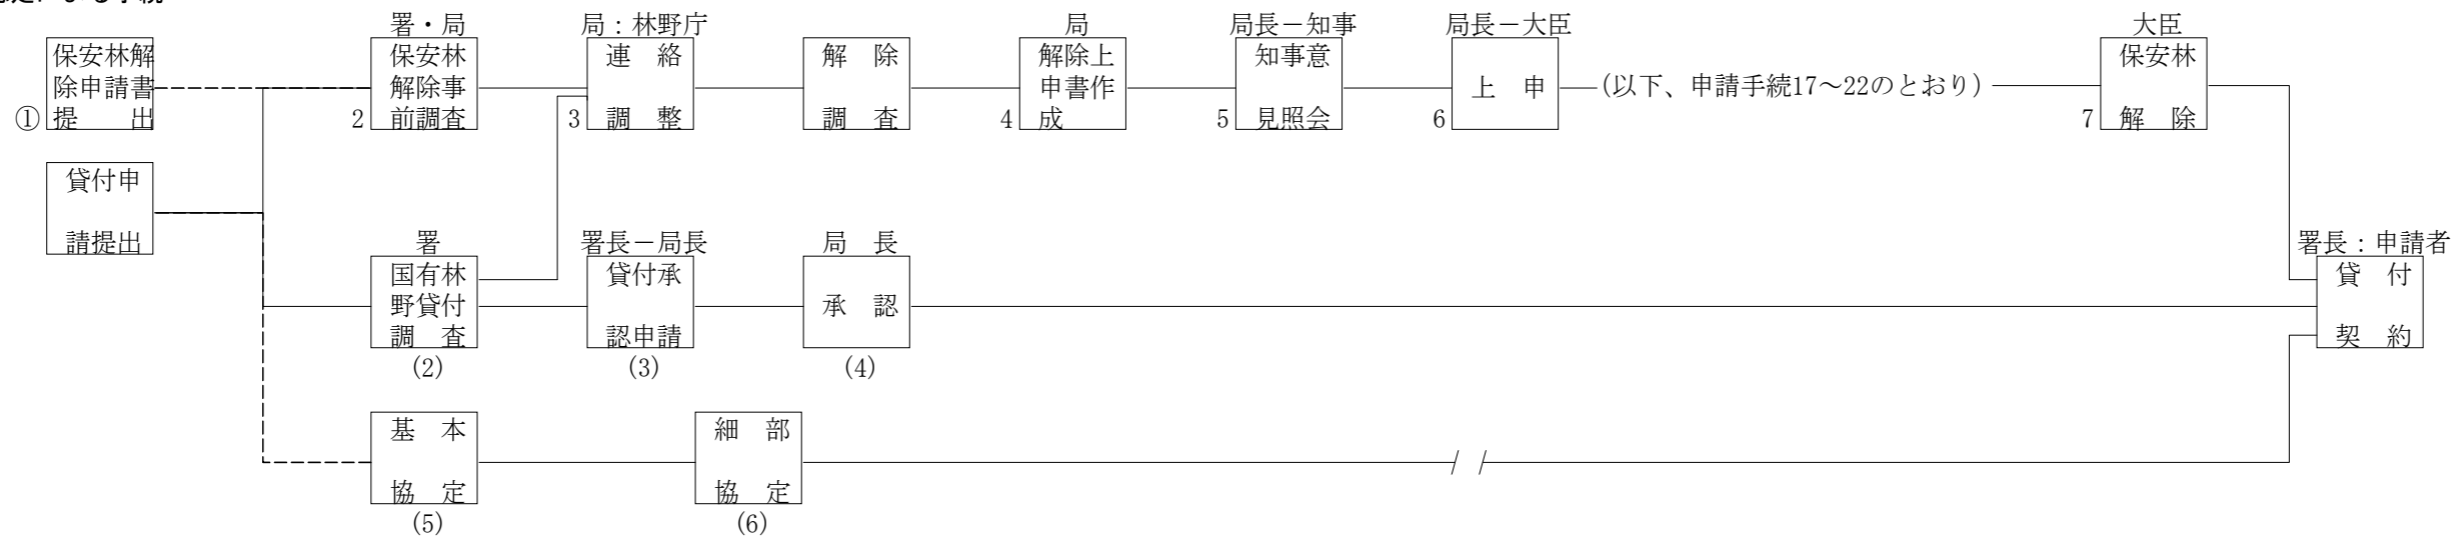 保安林解
除申請書
① 提　　出
署・局
保安林
解除事
2 前調査
局：林野庁
連　絡
3 調　整
解　除
調　査
局
解除上
申書作
4 成
局長－知事
知事意
5 見照会
局長－大臣
上　申
6
(以下、申請手続17～22のとおり)
大臣
保安林
7 解　除
貸付申
請提出
署
国有林
野貸付
調　査
(2)
署長－局長
貸付承
認申請
(3)
局　長
承　認
(4)
署長：申請者
貸　付
契　約
基　本
協　定
(5)
細　部
協　定
(6)